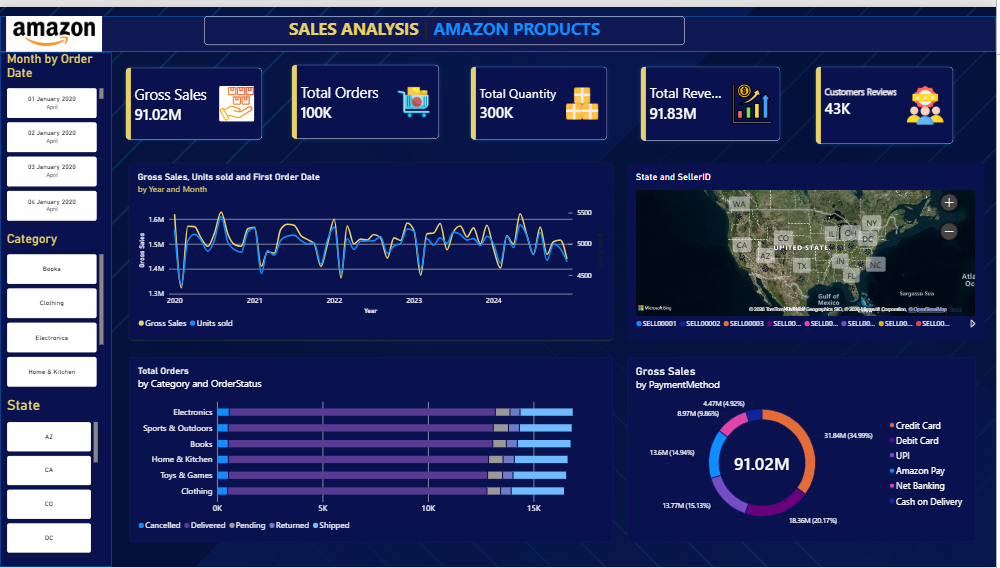 amazon
SALES ANALYSIS | AMAZON PRODUCTS
Month by Order
Date
01 January 2020
April
02 January 2020
April
03 January 2020
April
04 January 2020
April
Category
Books
Clothing
Electronics
Home & Kitchen
State
AZ
CA
CO
DC
Gross Sales
91.02M
Total Orders
100K
Total Quantity
300K
Total Reve...
91.83M
Customers Reviews
43K
Gross Sales, Units sold and First Order Date
by Year and Month
Gross Sales
1.6M
1.5M
1.4M
1.3M
5500
5000
4500
2020
2021
2022
2023
2024
Year
Gross Sales
Units sold
State and SellerID
WA
CA
AZ
CO
TX
UNITED STATE
IL
OH
NY
DC
IN
NC
FL
Gulf of
Mexico
Sargasso Sea
Atla
Oc
Microsoft Bing
SELL00001
SELL00002
SELL00003
SELL00...
SELL00...
SELL00...
SELL00...
SELL00...
Total Orders
by Category and OrderStatus
Electronics
Sports & Outdoors
Books
Home & Kitchen
Toys & Games
Clothing
0K
5K
10K
15K
Cancelled
Delivered
Pending
Returned
Shipped
Gross Sales
by PaymentMethod
4.47M (4.92%)
8.97M (9.86%)
13.6M (14.94%)
13.77M (15.13%)
18.36M (20.17%)
31.84M (34.99%)
91.02M
Credit Card
Debit Card
UPI
Amazon Pay
Net Banking
Cash on Delivery